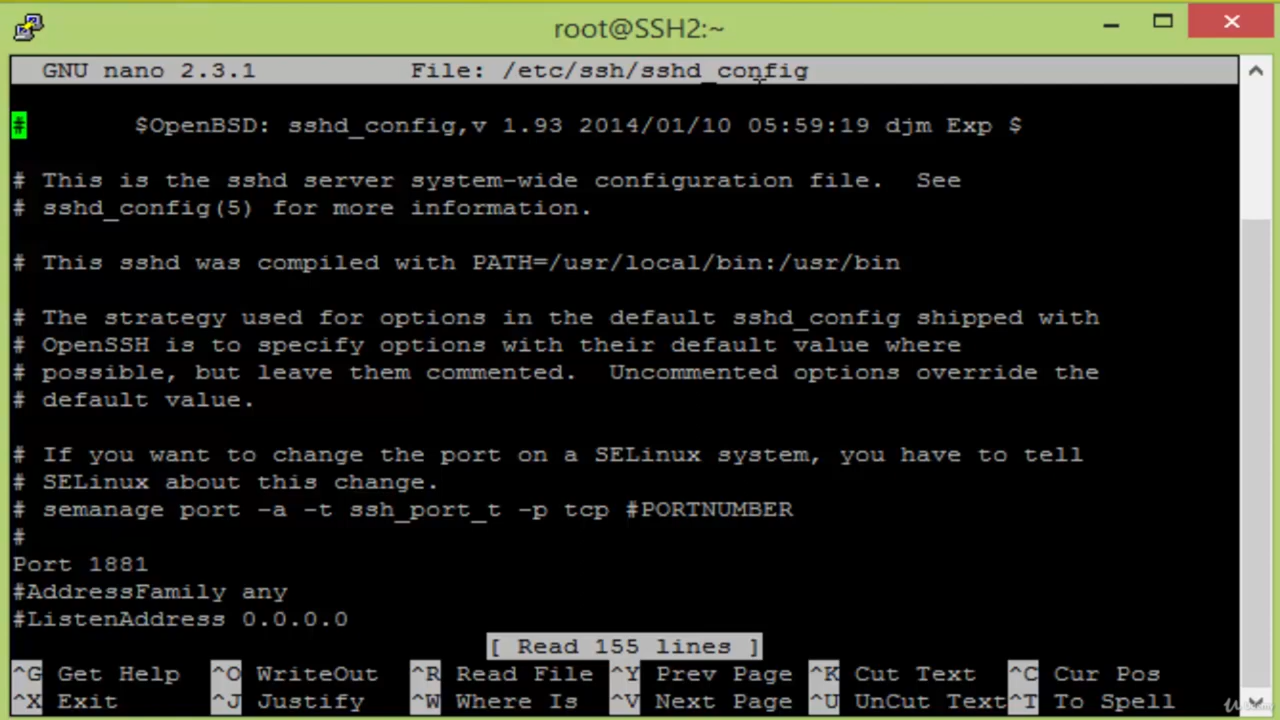 root@SSH2:~
GNU nano 2.3.1 File: /etc/ssh/sshd_config
# $OpenBSD: sshd_config,v 1.93 2014/01/10 05:59:19 djm Exp $
# This is the sshd server system-wide configuration file. See
# sshd_config(5) for more information.
# This sshd was compiled with PATH=/usr/local/bin:/usr/bin
# The strategy used for options in the default sshd_config shipped with
# OpenSSH is to specify options with their default value where
# possible, but leave them commented. Uncommented options override the
# default value.
# If you want to change the port on a SELinux system, you have to tell
# SELinux about this change.
# semanage port -a -t ssh_port_t -p tcp #PORTNUMBER
#
Port 1881
#AddressFamily any
#ListenAddress 0.0.0.0
[ Read 155 lines ]
^G Get Help ^O WriteOut ^R Read File ^Y Prev Page ^K Cut Text ^C Cur Pos
^X Exit ^J Justify ^W Where Is ^V Next Page ^U UnCut Text ^T To Spell